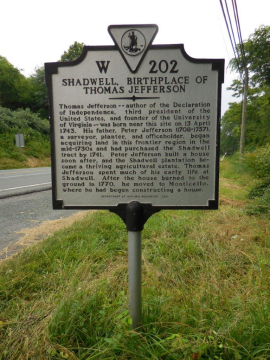 W 202
SHADWELL, BIRTHPLACE OF
THOMAS JEFFERSON
Thomas Jefferson--author of the Declaration
of Independence, third president of the
United States, and founder of the University
of Virginia--was born near this site on 13 April
1743. His father, Peter Jefferson (1708-1757),
a surveyor, planter, and officeholder, began
acquiring land in this frontier region in the
mid-1730s and had purchased the Shadwell
tract by 1741. Peter Jefferson built a house
soon after, and the Shadwell plantation be-
came a thriving agricultural estate. Thomas
Jefferson spent much of his early life at
Shadwell. After the house burned to the
ground in 1770, he moved to Monticello,
where he had begun constructing a house.
DEPARTMENT OF HISTORIC RESOURCES